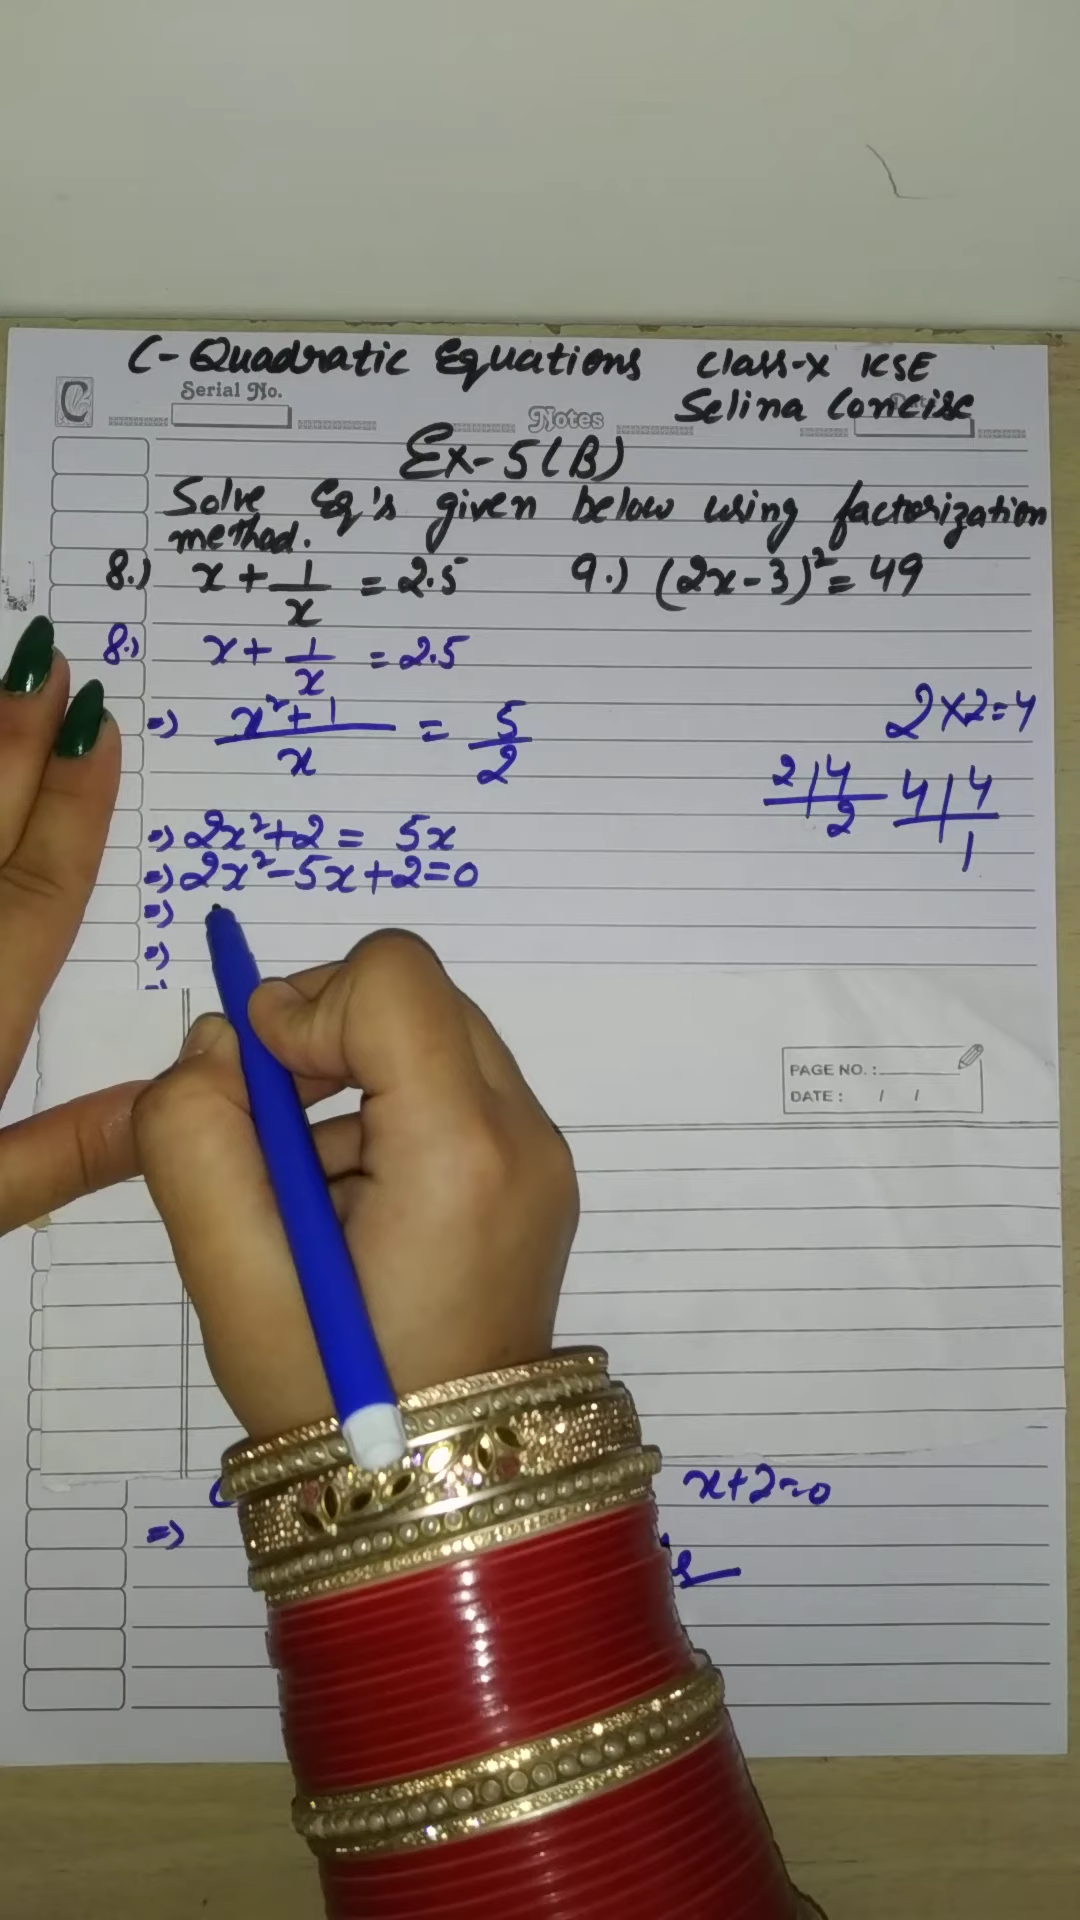 C- Quadratic Equations Class-X ICSE
Serial No.
C
Selina Concise
Notes
Ex-5(B)
Solve Eq's given below using factorization
method.
8.) x + 1/x = 2.5 9.) (2x-3)² = 49
8.) x + 1/x = 2.5
=) x²+1/x = 5/2
2×2=4
2|4 4|4
2 1
=) 2x²+2 = 5x
=) 2x²-5x+2=0
=)
=)
PAGE NO. :
DATE : / /
x+2=0
=)